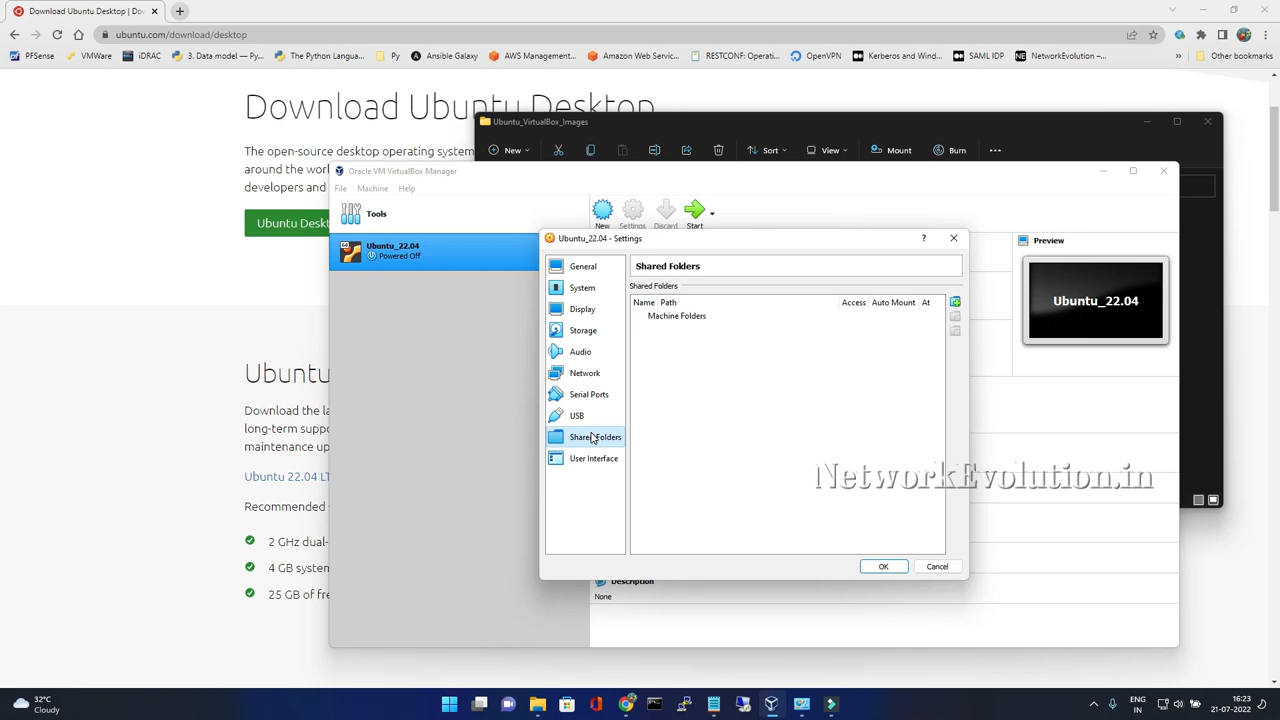 Download Ubuntu Desktop | Dow
ubuntu.com/download/desktop
PFSense
VMWare
iDRAC
3. Data model — Py...
The Python Langua...
Py
Ansible Galaxy
AWS Management...
Amazon Web Servic...
RESTCONF: Operatio...
OpenVPN
Kerberos and Wind...
SAML IDP
NetworkEvolution –...
»
Other bookmarks
Download Ubuntu Desktop
The open-source desktop operating system
around the world
developers and
Ubuntu Deskt
Ubuntu
Download the la
long-term suppo
maintenance up
Ubuntu 22.04 LT
Recommended
2 GHz dual-
4 GB system
25 GB of fre
Ubuntu_VirtualBox_Images
New
Sort
View
Mount
Burn
Oracle VM VirtualBox Manager
File Machine Help
Tools
New Settings Discard Start
Ubuntu_22.04
Powered Off
Preview
Ubuntu_22.04
Description
None
Ubuntu_22.04 - Settings
?
General
System
Display
Storage
Audio
Network
Serial Ports
USB
Shared Folders
User Interface
Shared Folders
Shared Folders
Name Path Access Auto Mount At
Machine Folders
OK Cancel
NetworkEvolution.in
32°C
Cloudy
ENG
IN
16:23
21-07-2022